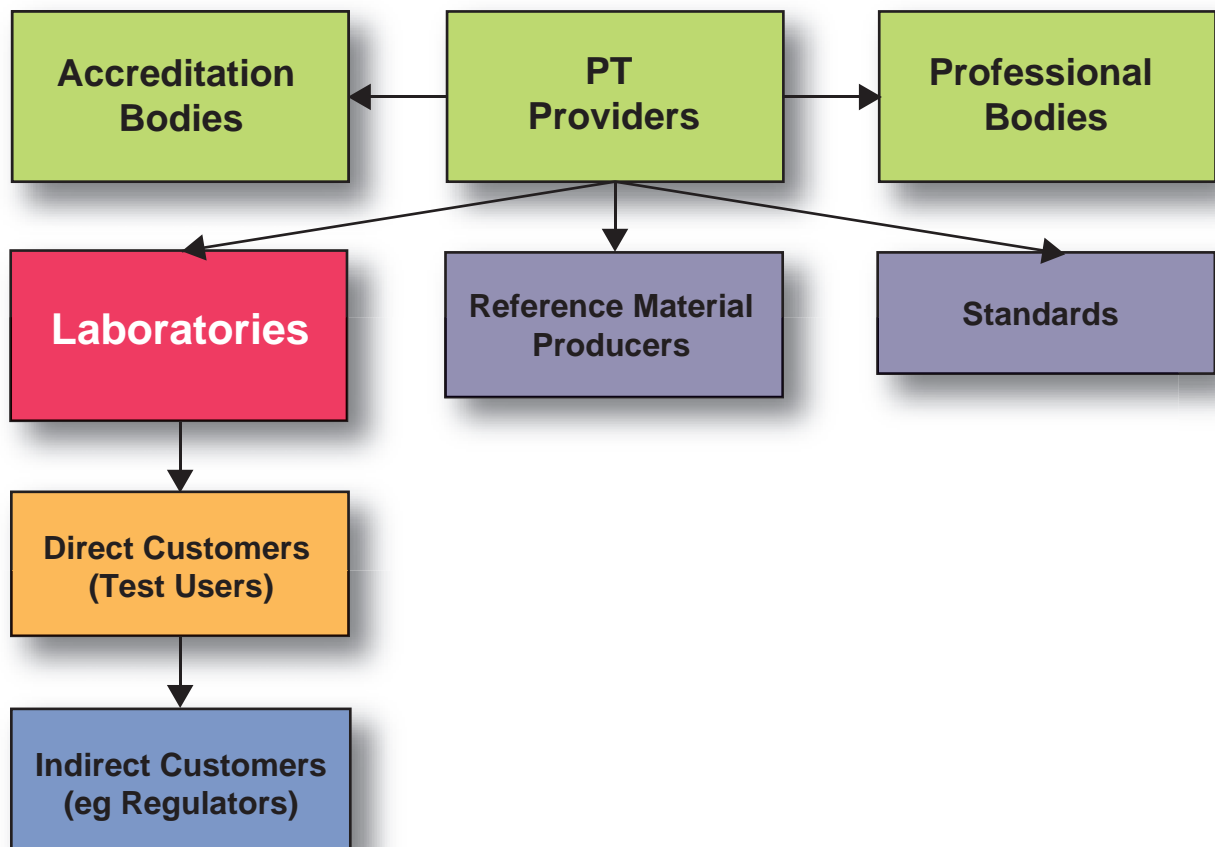 Accreditation
Bodies
PT
Providers
Professional
Bodies
Laboratories
Reference Material
Producers
Standards
Direct Customers
(Test Users)
Indirect Customers
(eg Regulators)